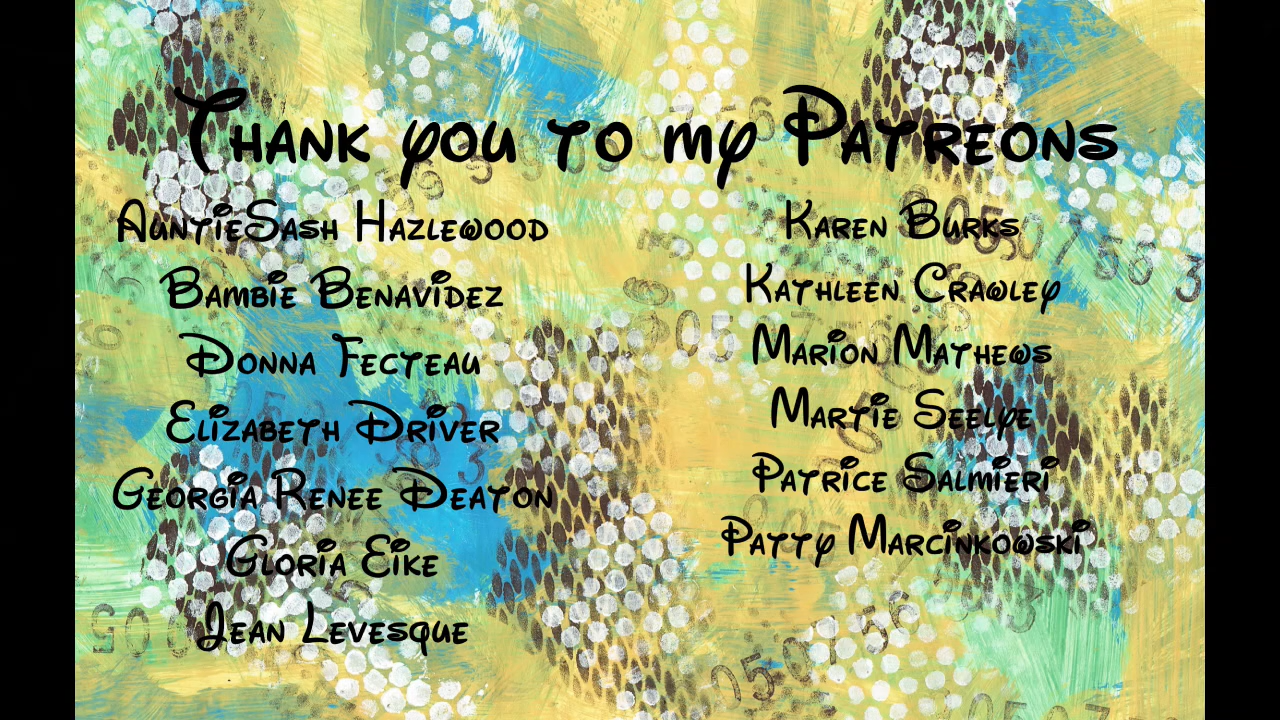 Thank you to my Patreons
AuntieSash Hazlewood
Bambie Benavidez
Donna Fecteau
Elizabeth Driver
Georgia Renee Deaton
Gloria Eike
Jean Levesque
Karen Burks
Kathleen Crawley
Marion Mathews
Martie Seelye
Patrice Salmieri
Patty Marcinkowski